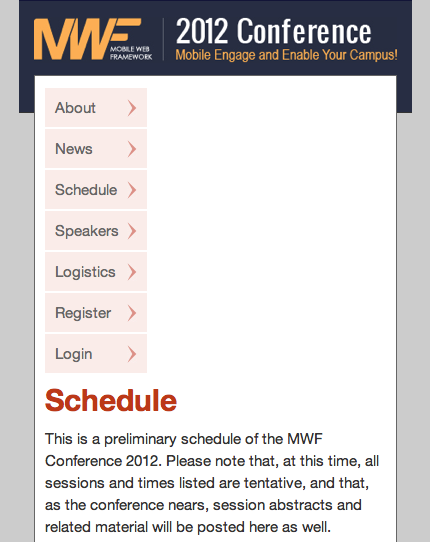 MWF MOBILE WEB FRAMEWORK
2012 Conference
Mobile Engage and Enable Your Campus!
About
News
Schedule
Speakers
Logistics
Register
Login
Schedule
This is a preliminary schedule of the MWF
Conference 2012. Please note that, at this time, all
sessions and times listed are tentative, and that,
as the conference nears, session abstracts and
related material will be posted here as well.